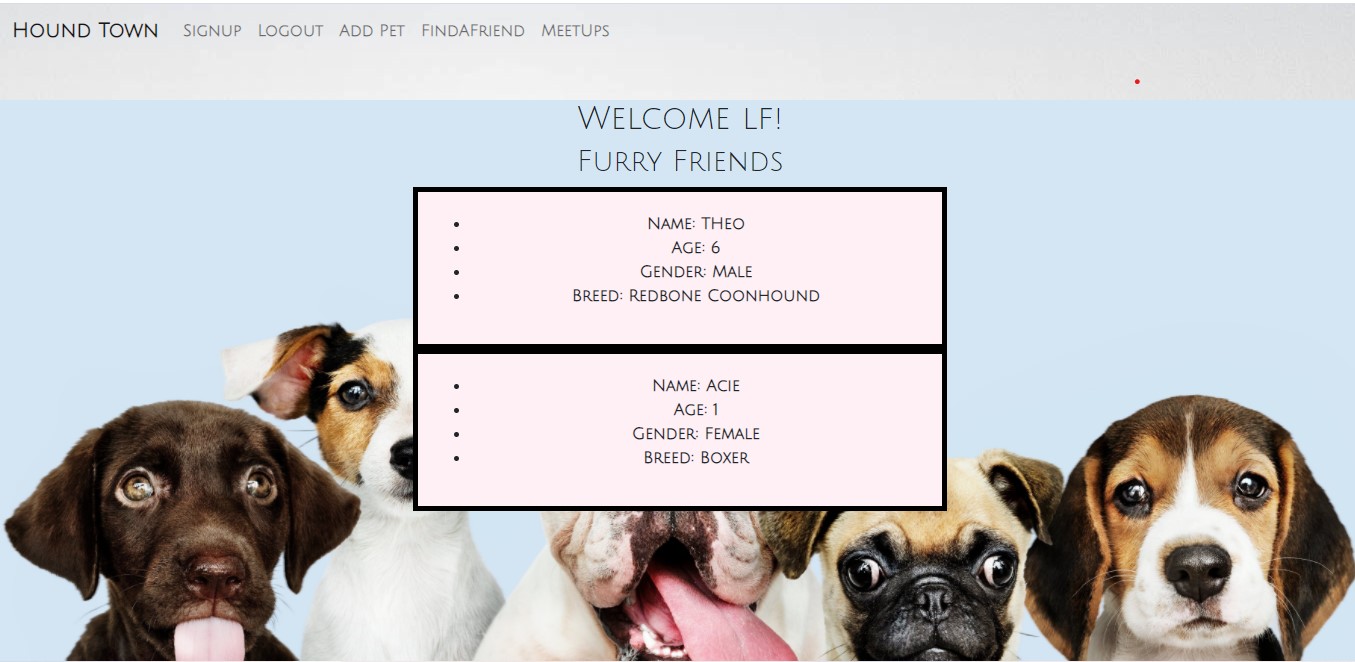 Hound Town Signup Logout Add Pet FindAFriend MeetUps
Welcome lf!
Furry Friends
Name: THeo
Age: 6
Gender: Male
Breed: Redbone Coonhound
Name: Acie
Age: 1
Gender: Female
Breed: Boxer